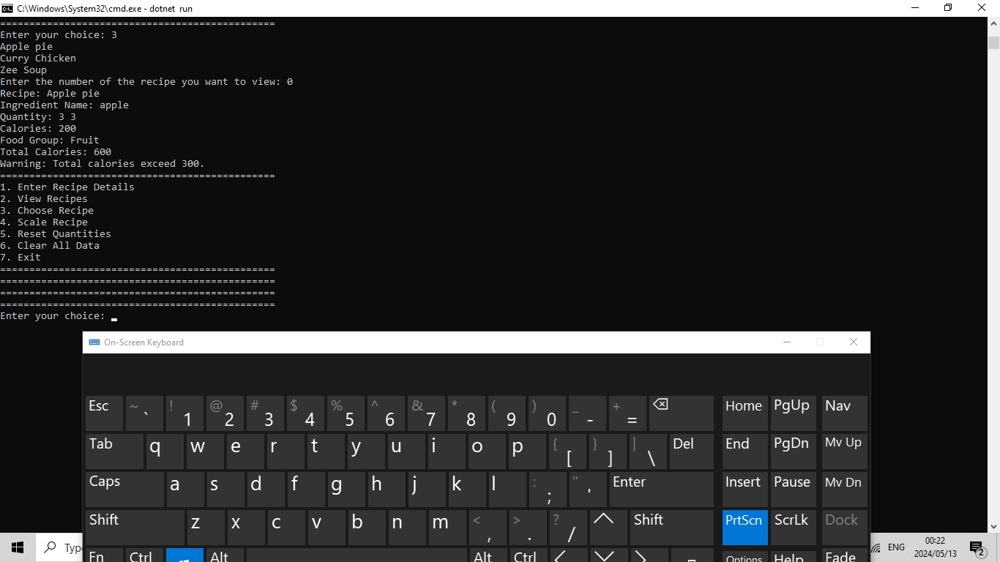 C:\Windows\System32\cmd.exe - dotnet run
===============================================
Enter your choice: 3
Apple pie
Curry Chicken
Zee Soup
Enter the number of the recipe you want to view: 0
Recipe: Apple pie
Ingredient Name: apple
Quantity: 3 3
Calories: 200
Food Group: Fruit
Total Calories: 600
Warning: Total calories exceed 300.
===============================================
1. Enter Recipe Details
2. View Recipes
3. Choose Recipe
4. Scale Recipe
5. Reset Quantities
6. Clear All Data
7. Exit
===============================================
===============================================
===============================================
===============================================
Enter your choice:
On-Screen Keyboard
Esc ~ ` ! 1 @ 2 # 3 $ 4 % 5 ^ 6 & 7 * 8 ( 9 ) 0 _ - + = Home PgUp Nav
Tab q w e r t y u i o p { [ } ] | \ Del End PgDn Mv Up
Caps a s d f g h j k l : ; " ' Enter Insert Pause Mv Dn
Shift z x c v b n m < , > . ? / Shift PrtScn ScrLk Dock
Fn Ctrl Alt Alt Ctrl Options Help Fade
Type
ENG
00:22
2024/05/13
2